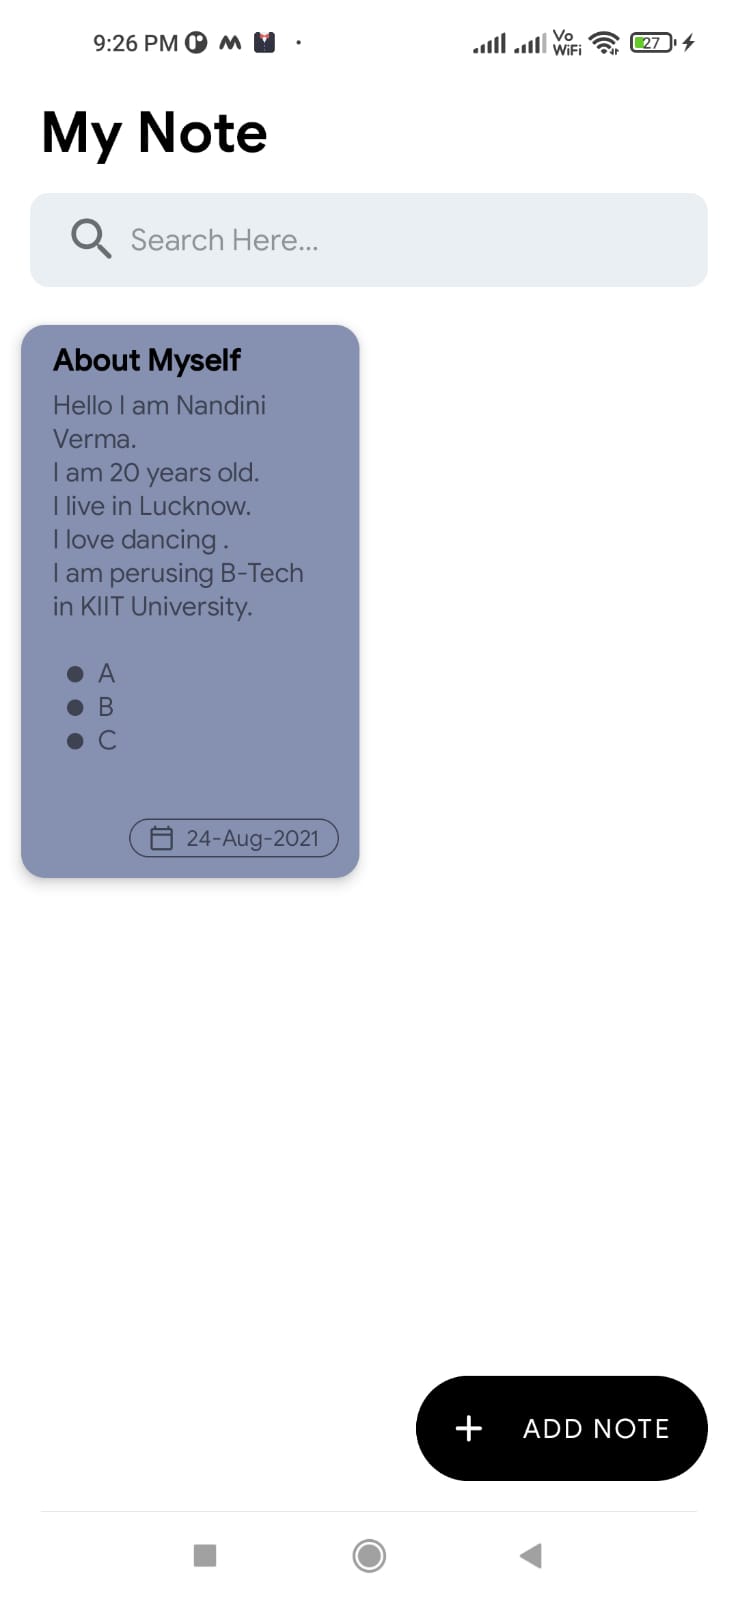 9:26 PM
Vo
WiFi
27
My Note
Search Here...
About Myself
Hello I am Nandini
Verma.
I am 20 years old.
I live in Lucknow.
I love dancing .
I am perusing B-Tech
in KIIT University.
● A
● B
● C
24-Aug-2021
+ ADD NOTE